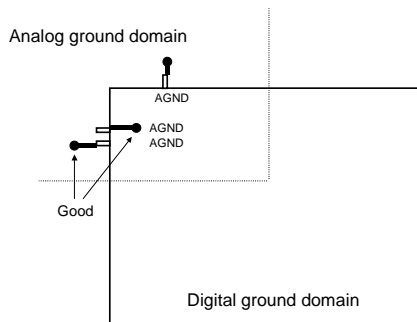 Analog ground domain
AGND
AGND
AGND
Good
Digital ground domain